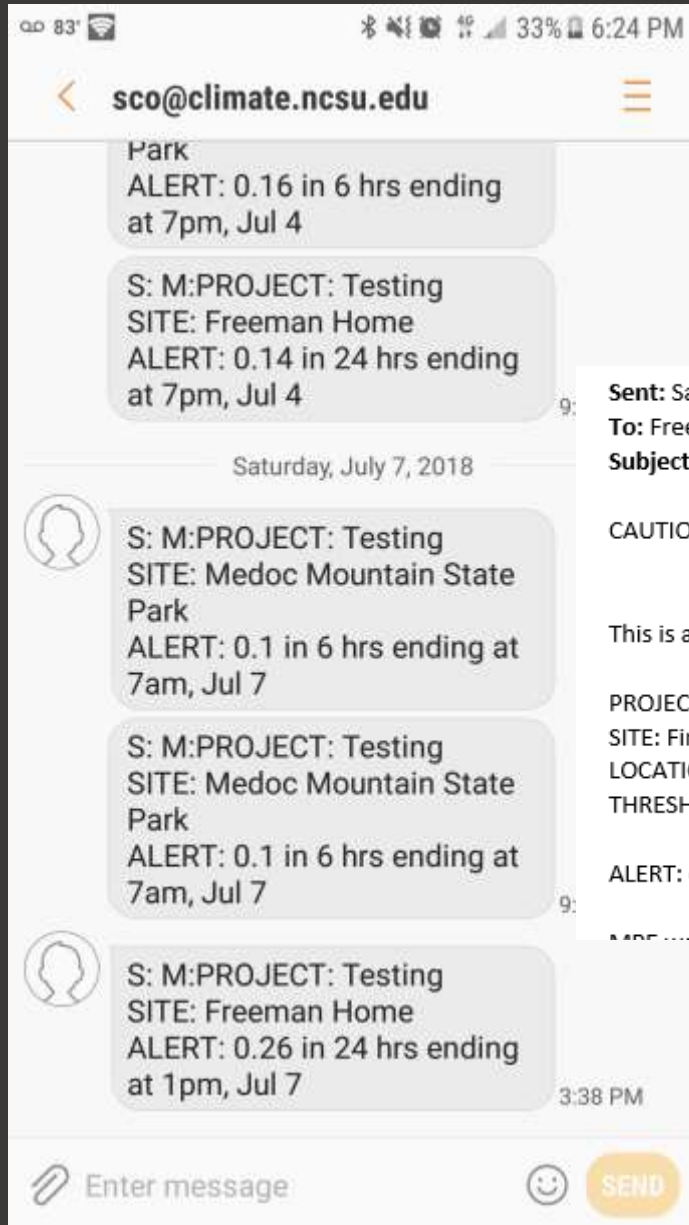 83°
4G
33%
6:24 PM
sco@climate.ncsu.edu
Park
ALERT: 0.16 in 6 hrs ending
at 7pm, Jul 4
S: M:PROJECT: Testing
SITE: Freeman Home
ALERT: 0.14 in 24 hrs ending
at 7pm, Jul 4
9:
Saturday, July 7, 2018
S: M:PROJECT: Testing
SITE: Medoc Mountain State
Park
ALERT: 0.1 in 6 hrs ending at
7am, Jul 7
S: M:PROJECT: Testing
SITE: Medoc Mountain State
Park
ALERT: 0.1 in 6 hrs ending at
7am, Jul 7
9:
S: M:PROJECT: Testing
SITE: Freeman Home
ALERT: 0.26 in 24 hrs ending
at 1pm, Jul 7
3:38 PM
Enter message
SEND
Sent:
To:
Subject
This is a
SITE:
ALERT: